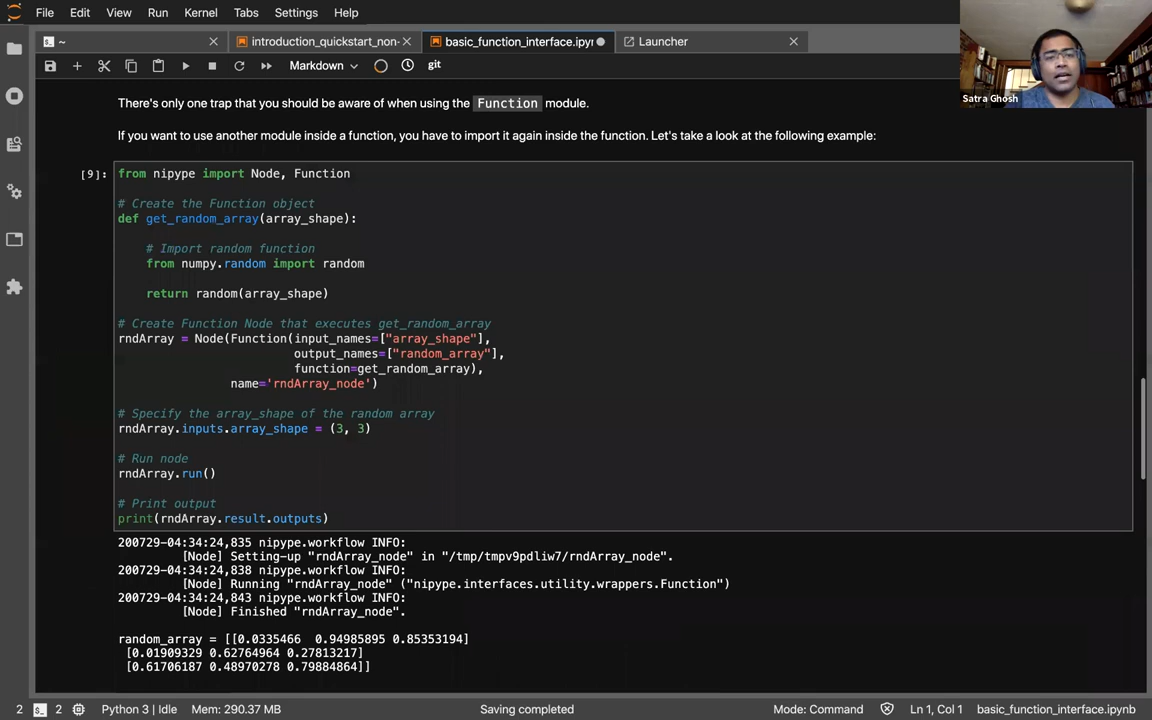 File Edit View Run Kernel Tabs Settings Help
~
introduction_quickstart_non-
basic_function_interface.ipyn
Launcher
Markdown
git
Satra Ghosh
There's only one trap that you should be aware of when using the Function module.
If you want to use another module inside a function, you have to import it again inside the function. Let's take a look at the following example:
[9]:
from nipype import Node, Function
# Create the Function object
def get_random_array(array_shape):
# Import random function
from numpy.random import random
return random(array_shape)
# Create Function Node that executes get_random_array
rndArray = Node(Function(input_names=["array_shape"],
output_names=["random_array"],
function=get_random_array),
name='rndArray_node')
# Specify the array_shape of the random array
rndArray.inputs.array_shape = (3, 3)
# Run node
rndArray.run()
# Print output
print(rndArray.result.outputs)
200729-04:34:24,835 nipype.workflow INFO:
[Node] Setting-up "rndArray_node" in "/tmp/tmpv9pdliw7/rndArray_node".
200729-04:34:24,838 nipype.workflow INFO:
[Node] Running "rndArray_node" ("nipype.interfaces.utility.wrappers.Function")
200729-04:34:24,843 nipype.workflow INFO:
[Node] Finished "rndArray_node".
random_array = [[0.0335466  0.94985895 0.85353194]
[0.01909329 0.62764964 0.27813217]
[0.61706187 0.48970278 0.79884864]]
2 2 Python 3 | Idle Mem: 290.37 MB Saving completed Mode: Command Ln 1, Col 1 basic_function_interface.ipynb